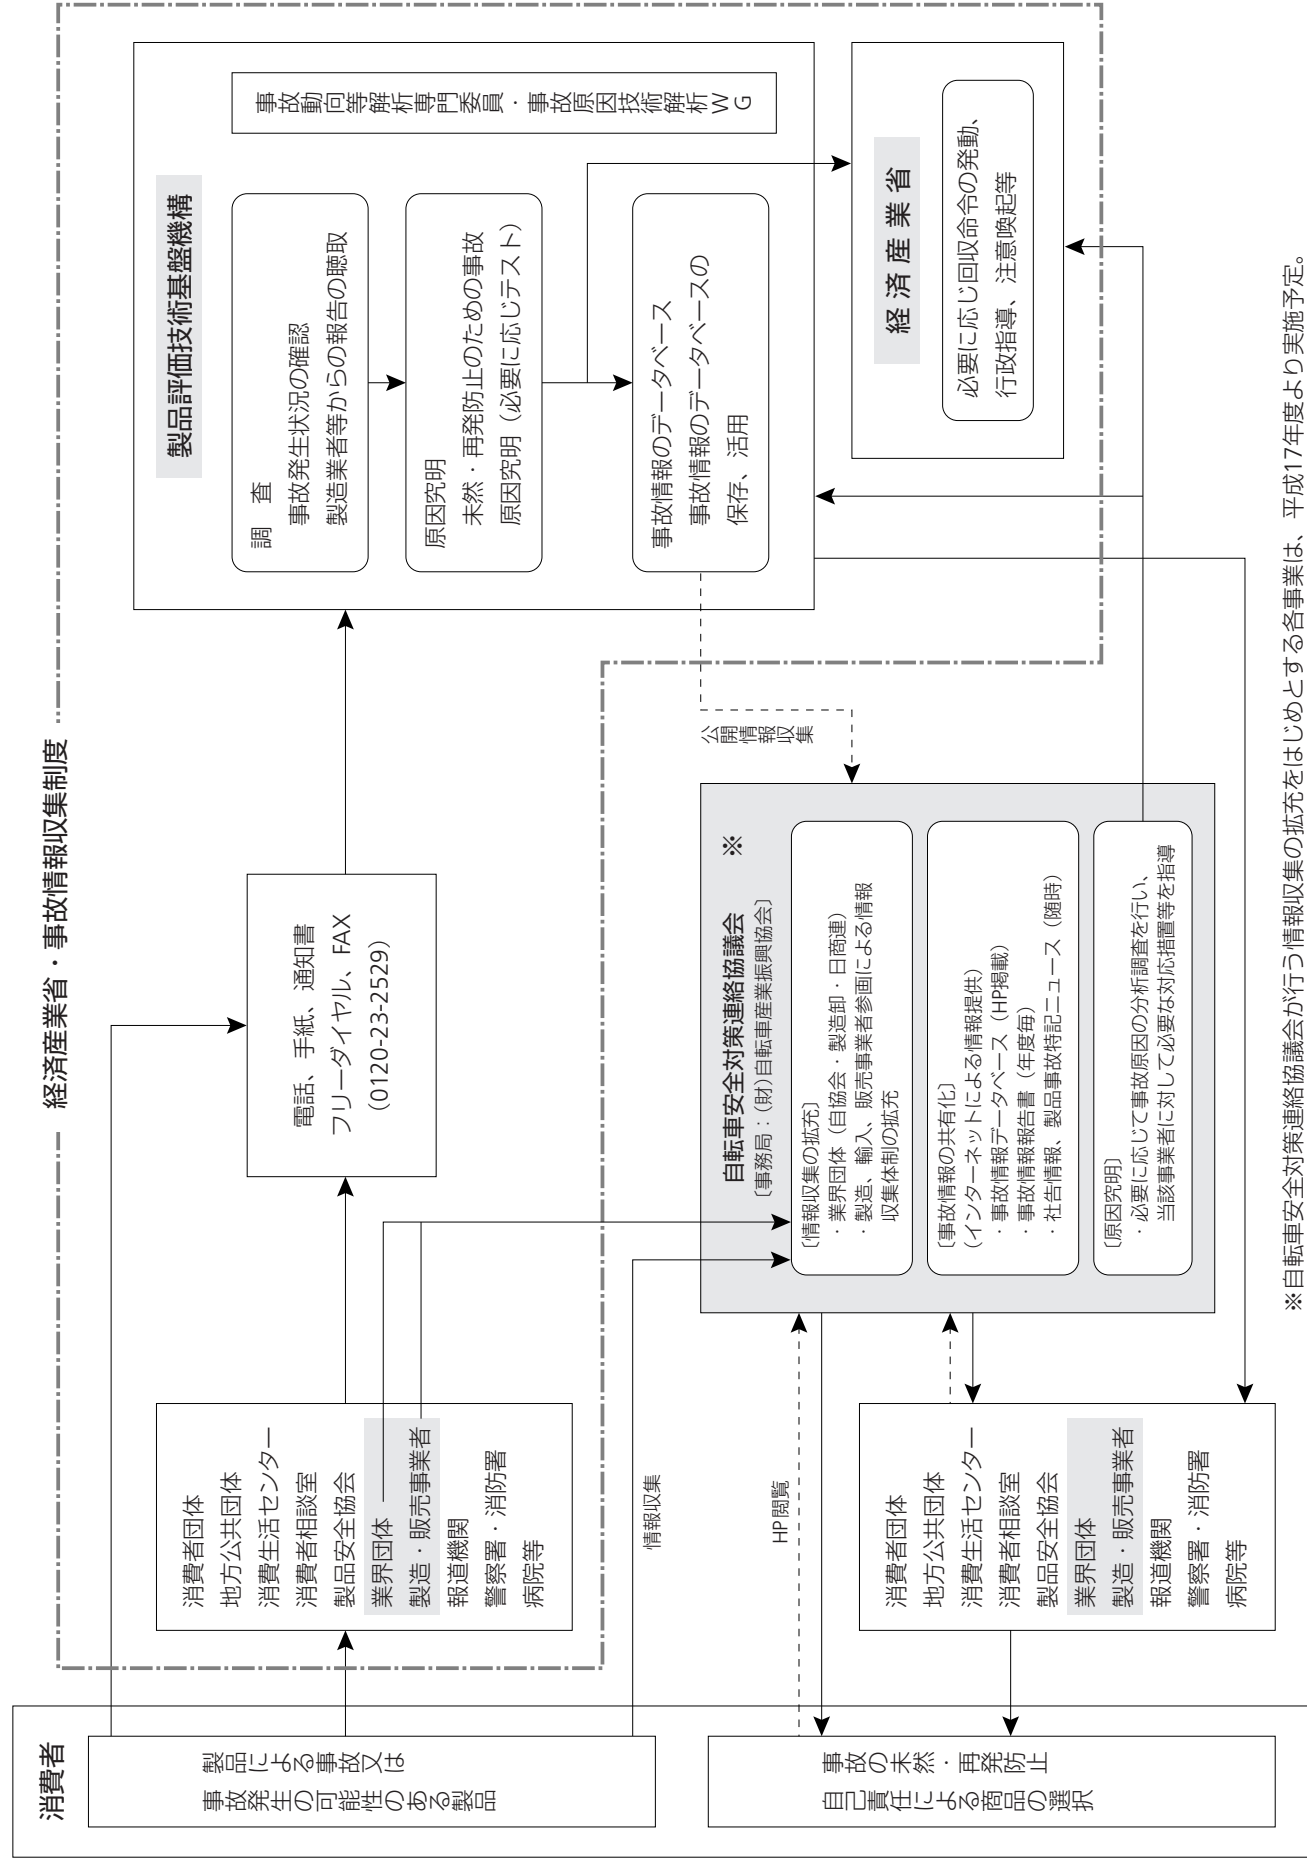 経済産業省・事故情報収集制度
消費者
製品による事故又は
事故発生の可能性のある製品
事故の未然・再発防止
自己責任による商品の選択
消費者団体
地方公共団体
消費生活センター
消費者相談室
製品安全協会
業界団体
製造・販売事業者
報道機関
警察署・消防署
病院等
情報収集
HP閲覧
消費者団体
地方公共団体
消費生活センター
消費者相談室
製品安全協会
業界団体
製造・販売事業者
報道機関
警察署・消防署
病院等
電話、手紙、通知書
フリーダイヤル、FAX
(0120-23-2529)
自転車安全対策連絡協議会 ※
〔事務局：(財)自転車産業振興協会〕
〔情報収集の拡充〕
・業界団体（自協会・製造卸・日商連）
・製造、輸入、販売事業者参画による情報
収集体制の拡充
〔事故情報の共有化〕
（インターネットによる情報提供）
・事故情報データベース（HP掲載）
・事故情報報告書（年度毎）
・社告情報、製品事故特記ニュース（随時）
〔原因究明〕
・必要に応じて事故原因の分析調査を行い、
当該事業者に対して必要な対応措置等を指導
公開情報収集
製品評価技術基盤機構
調　査
事故発生状況の確認
製造業者等からの報告の聴取
原因究明
未然・再発防止のための事故
原因究明（必要に応じテスト）
事故情報のデータベース
事故情報のデータベースの
保存、活用
事故動向等解析専門委員・事故原因技術解析WG
経済産業省
必要に応じ回収命令の発動、
行政指導、注意喚起等
※自転車安全対策連絡協議会が行う情報収集の拡充をはじめとする各事業は、平成17年度より実施予定。